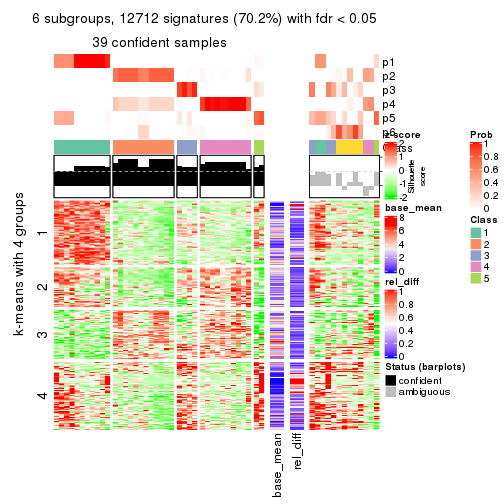 6 subgroups, 12712 signatures (70.2%) with fdr < 0.05
39 confident samples
p1
p2
p3
p4
p5
p6
Class
z-score
2
1
0
-1
-2
Silhouette
score
Prob
1
0.8
0.6
0.4
0.2
0
base_mean
8
6
4
2
0
Class
1
2
3
4
5
rel_diff
1
0.8
0.6
0.4
0.2
0
Status (barplots)
confident
ambiguous
k-means with 4 groups
1
2
3
4
base_mean
rel_diff